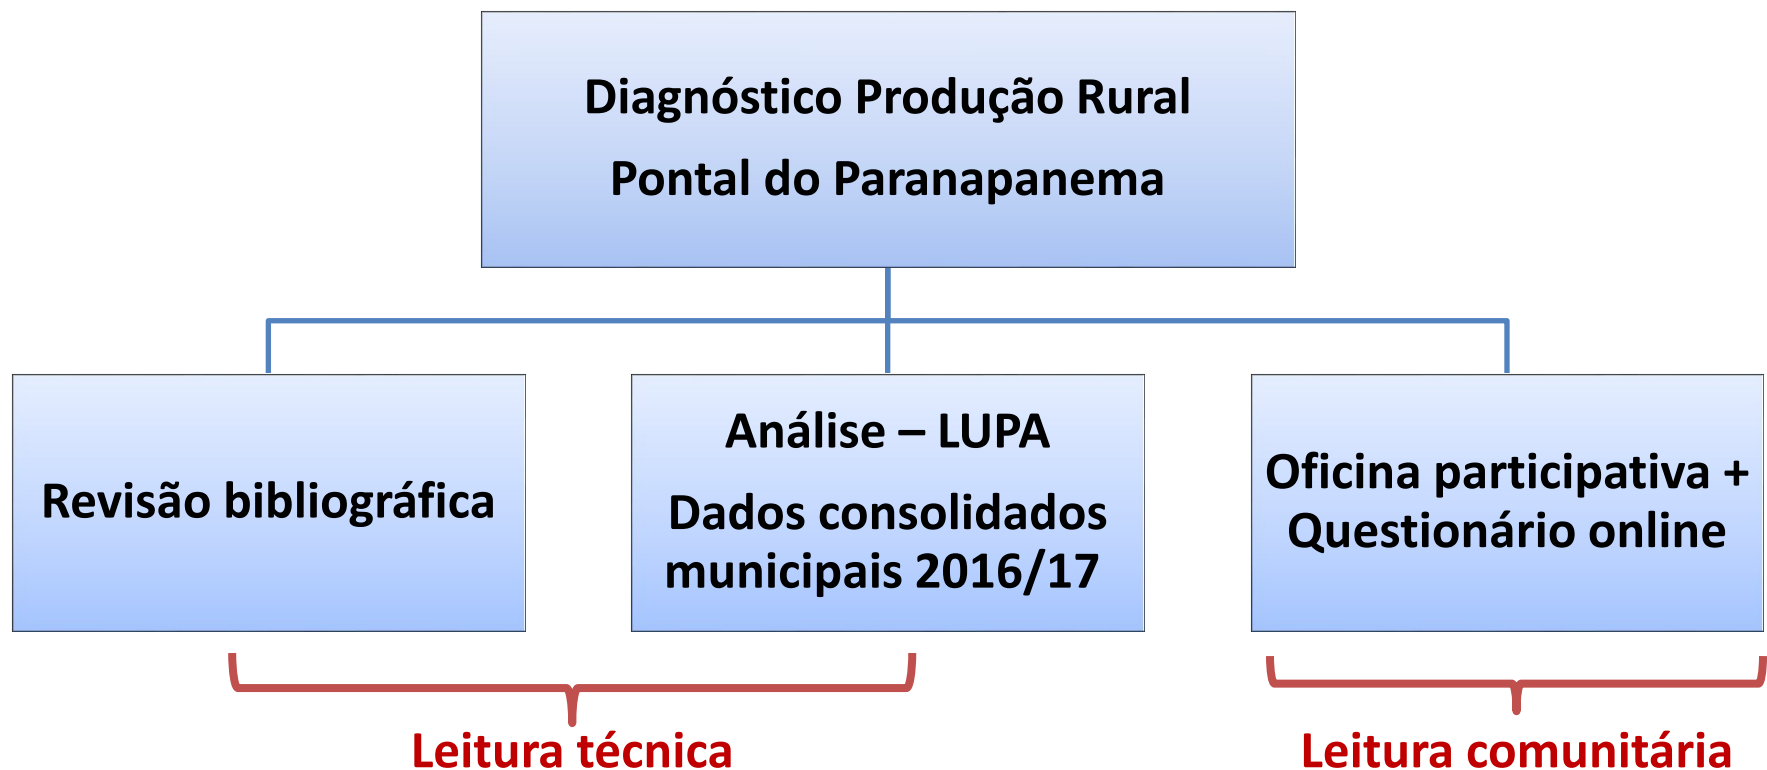 Diagnóstico Produção Rural
Pontal do Paranapanema
Revisão bibliográfica
Análise – LUPA
Dados consolidados
municipais 2016/17
Oficina participativa +
Questionário online
Leitura técnica
Leitura comunitária